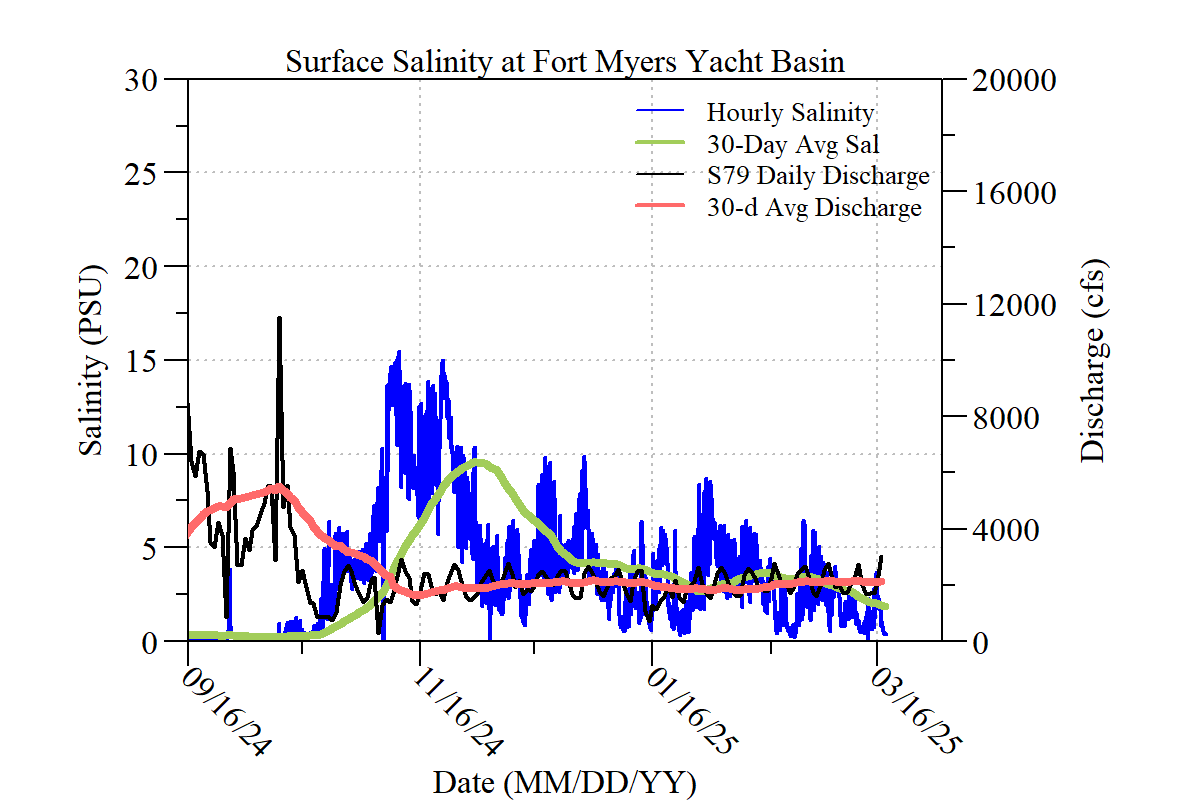 Surface Salinity at Fort Myers Yacht Basin
30
25
20
15
10
5
0
Salinity (PSU)
Hourly Salinity
30-Day Avg Sal
S79 Daily Discharge
30-d Avg Discharge
20000
16000
12000
8000
4000
0
Discharge (cfs)
09/16/24
11/16/24
01/16/25
03/16/25
Date (MM/DD/YY)